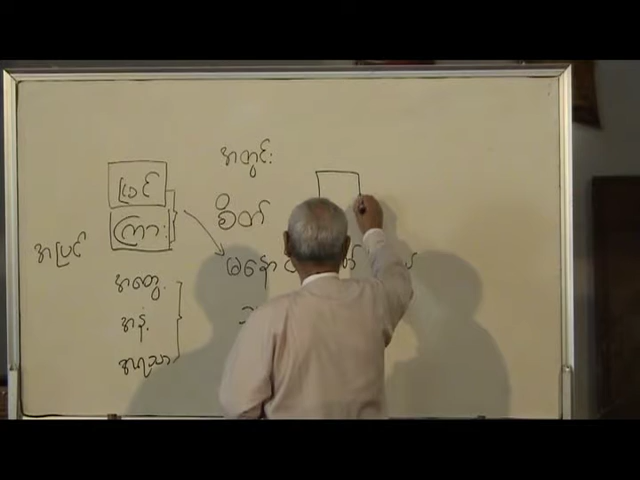 အတွင်း
မြင်
ကြား
စိတ်
အပြင်
အတွေ့
အနံ့
အရသာ